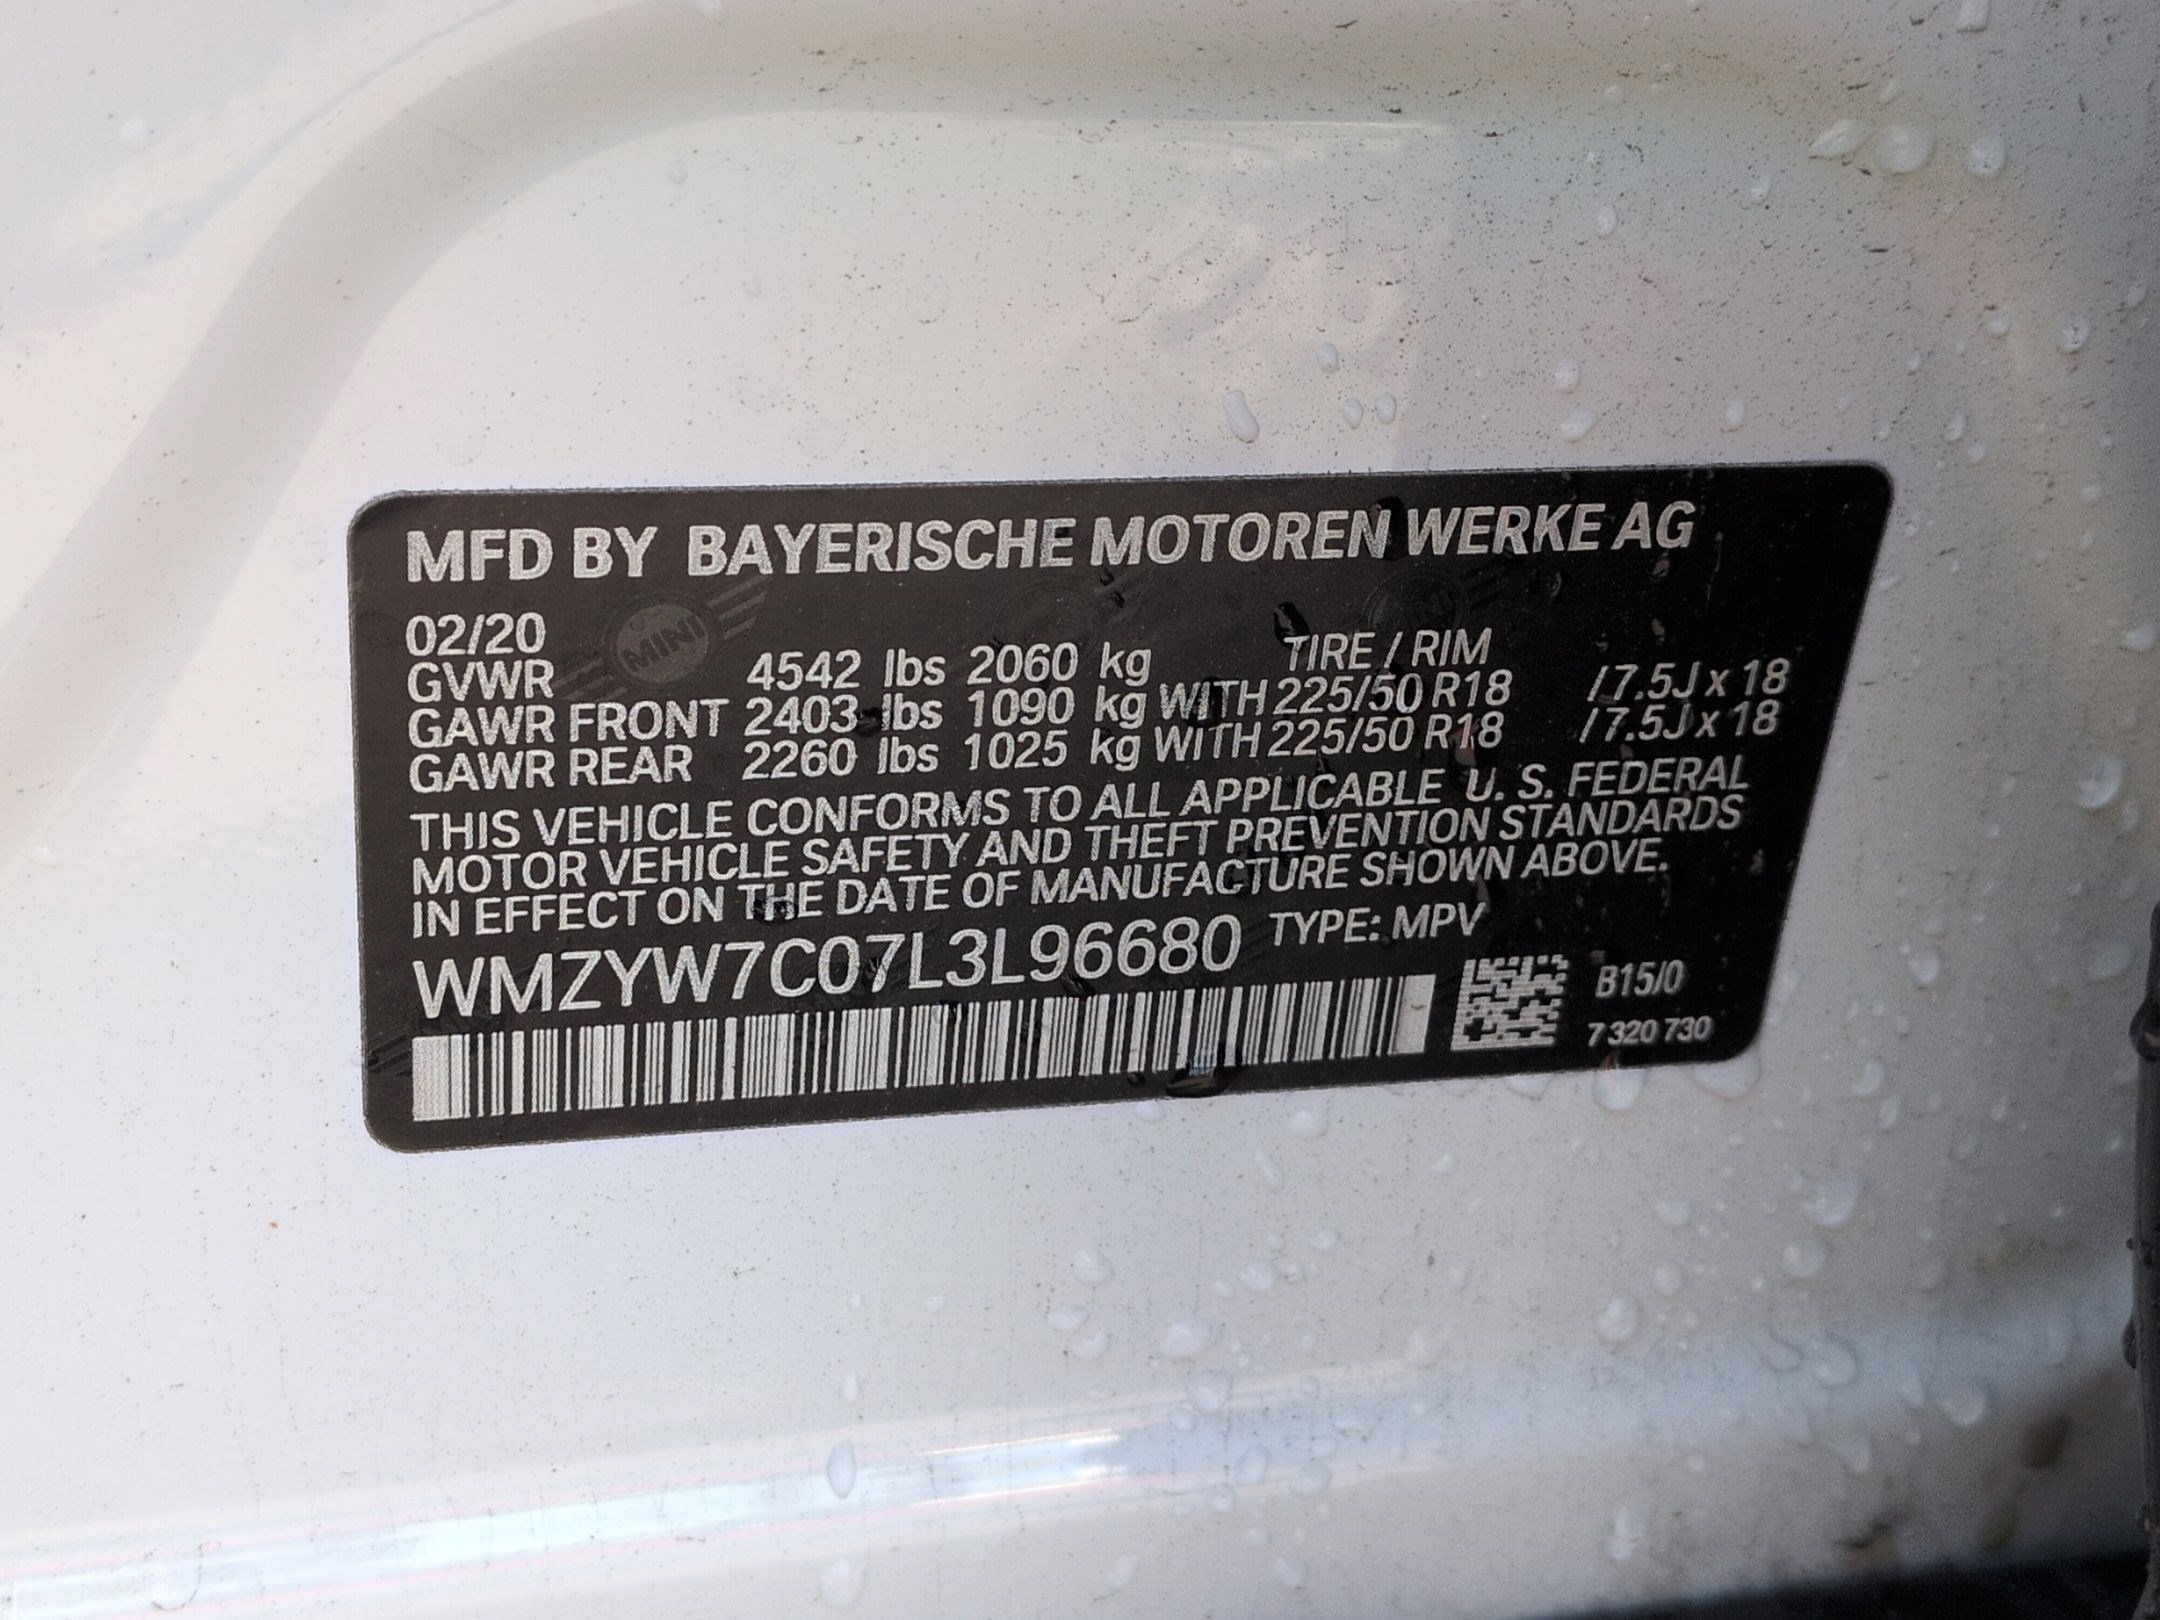 MFD BY BAYERISCHE MOTOREN WERKE AG
MINI
02/20
TIRE / RIM
GVWR 4542 lbs 2060 kg
GAWR FRONT 2403 lbs 1090 kg WITH 225/50 R18 / 7.5J x 18
GAWR REAR 2260 lbs 1025 kg WITH 225/50 R18 / 7.5J x 18
THIS VEHICLE CONFORMS TO ALL APPLICABLE U. S. FEDERAL
MOTOR VEHICLE SAFETY AND THEFT PREVENTION STANDARDS
IN EFFECT ON THE DATE OF MANUFACTURE SHOWN ABOVE.
WMZYW7C07L3L96680 TYPE: MPV
B15/0
7 320 730